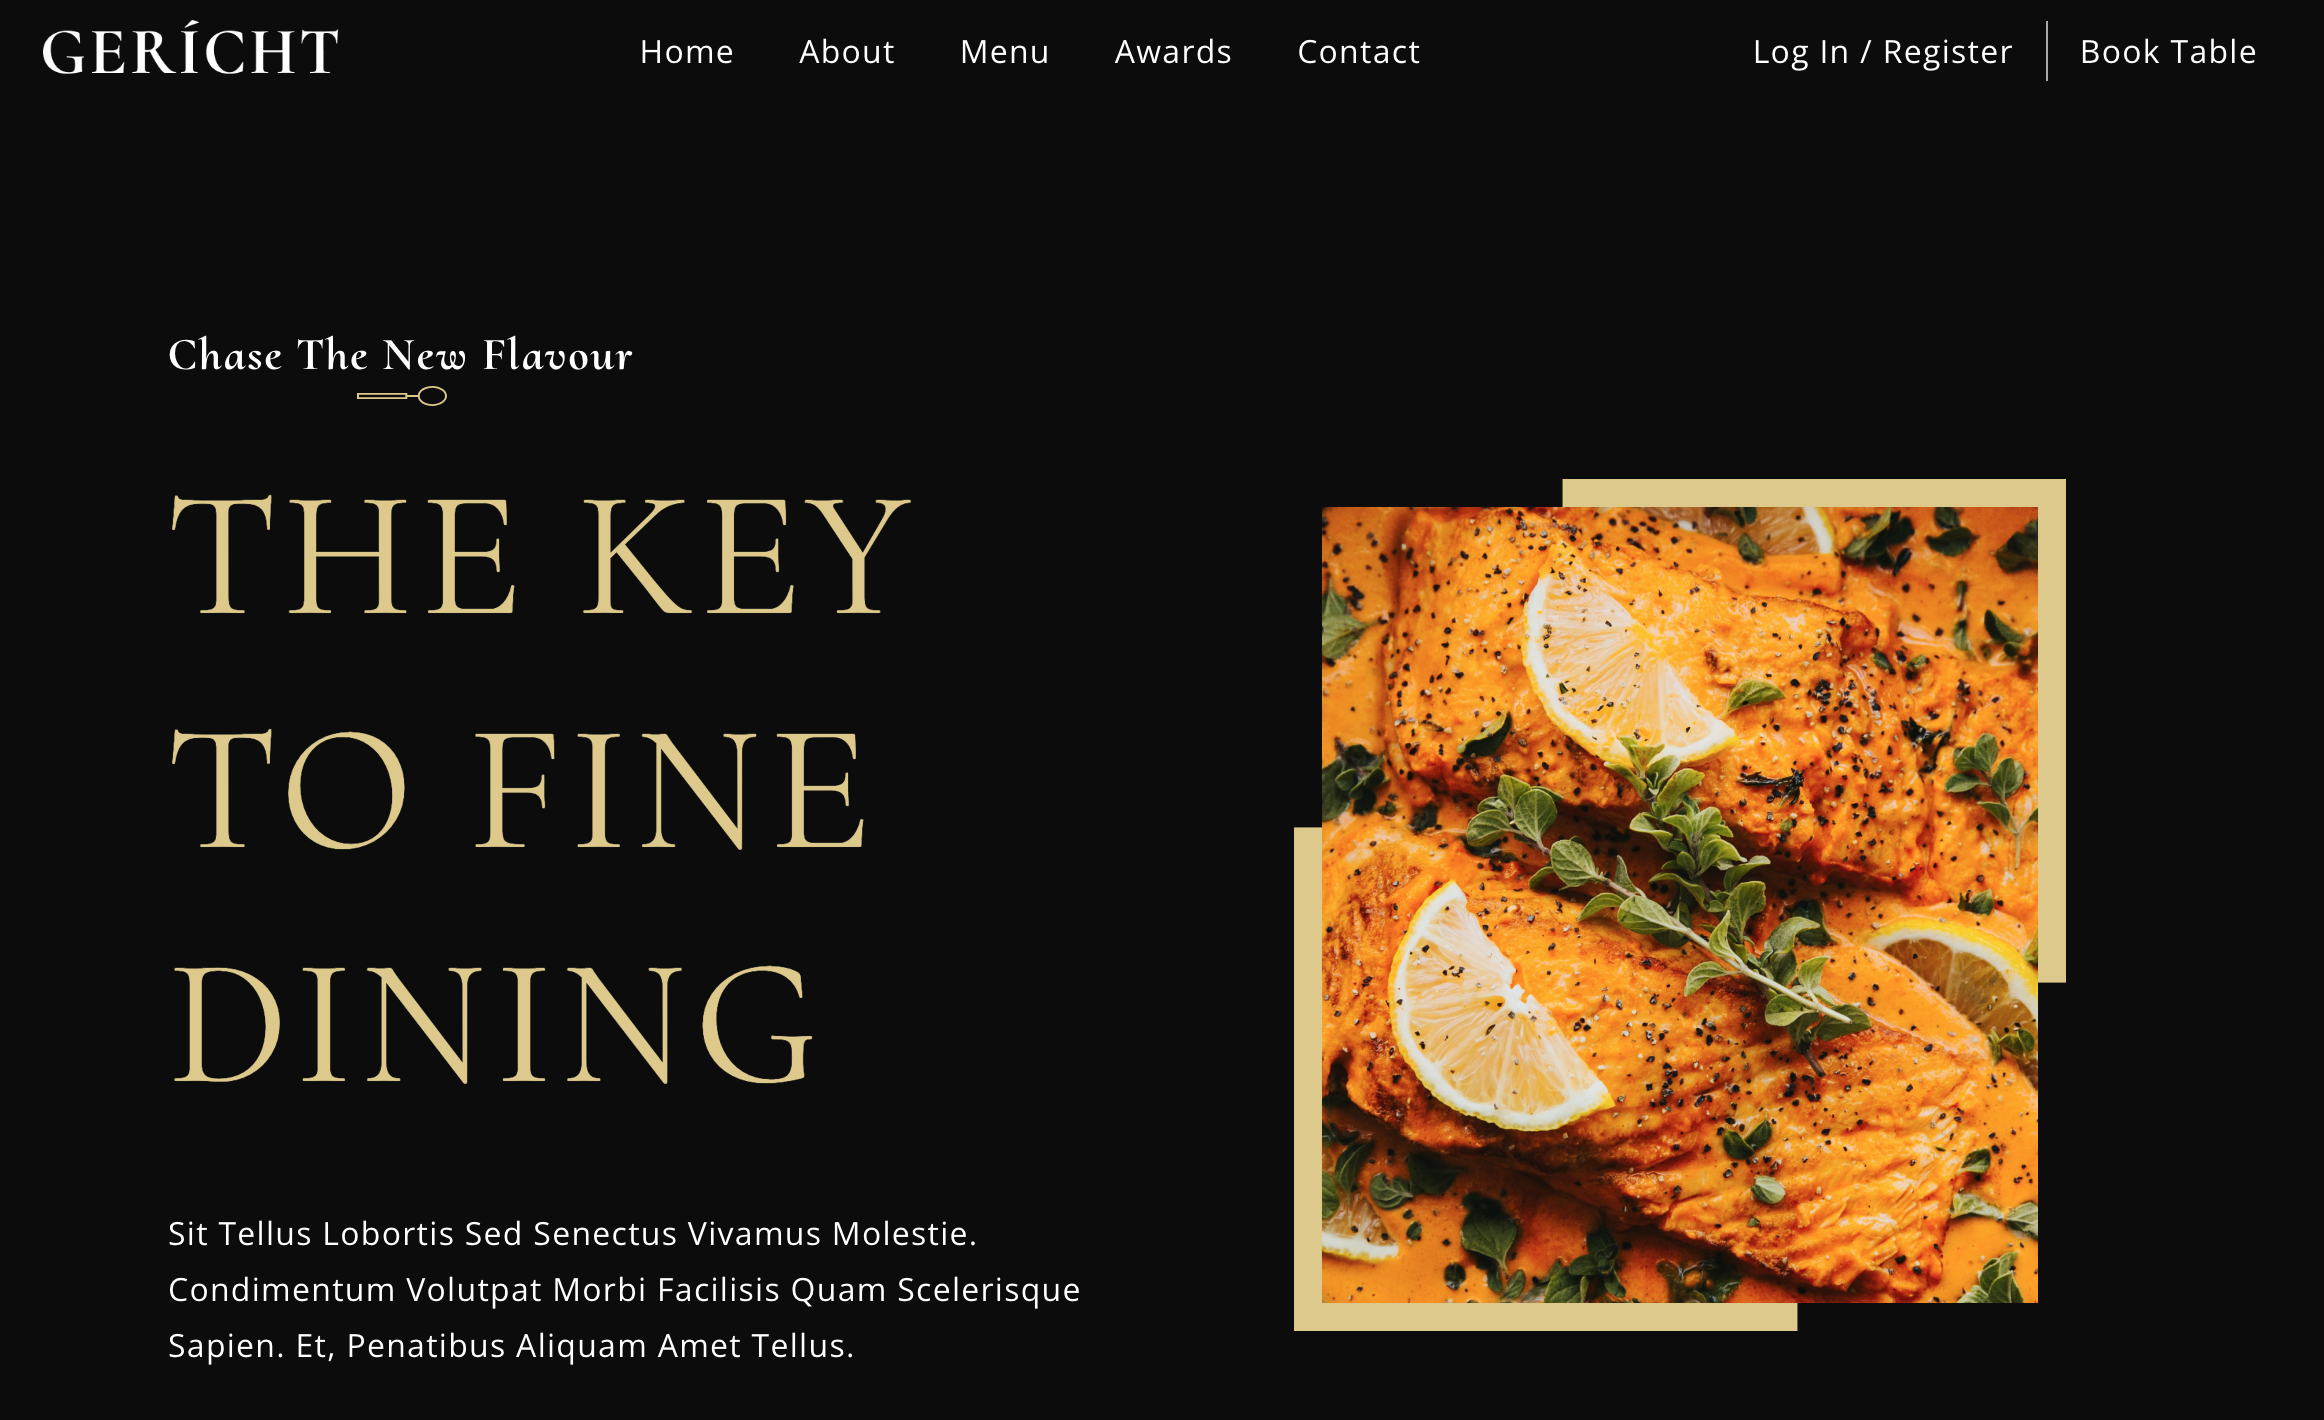 GERÍCHT
Home About Menu Awards Contact
Log In / Register Book Table
Chase The New Flavour
THE KEY
TO FINE
DINING
Sit Tellus Lobortis Sed Senectus Vivamus Molestie.
Condimentum Volutpat Morbi Facilisis Quam Scelerisque
Sapien. Et, Penatibus Aliquam Amet Tellus.